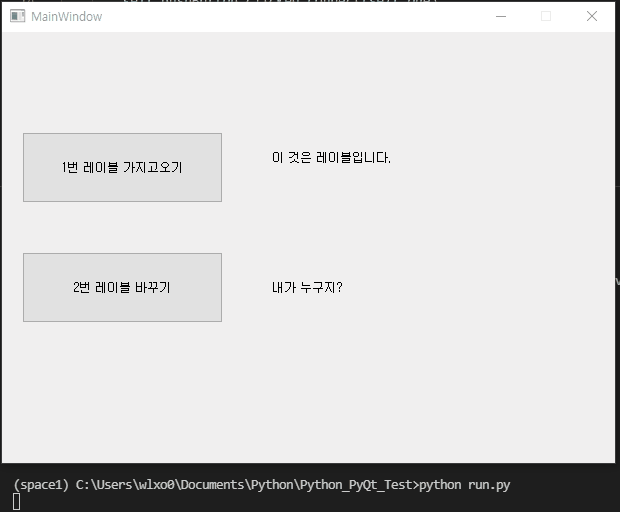 MainWindow
1번 레이블 가지고오기
이 것은 레이블입니다.
2번 레이블 바꾸기
내가 누구지?
(space1) C:\Users\wlxo0\Documents\Python\Python_PyQt_Test>python run.py